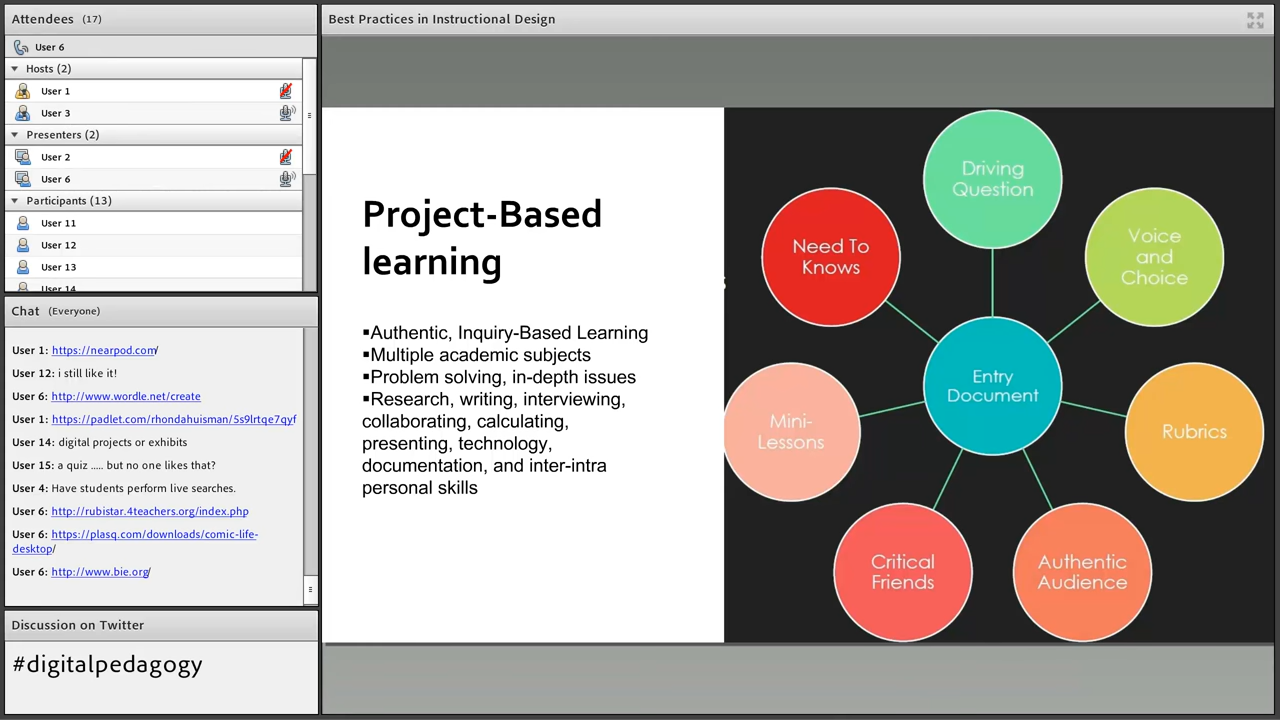 Attendees (17)
User 6
Hosts (2)
User 1
User 3
Presenters (2)
User 2
User 6
Participants (13)
User 11
User 12
User 13
User 14
Chat (Everyone)
User 1: https://nearpod.com/
User 12: i still like it!
User 6: http://www.wordle.net/create
User 1: https://padlet.com/rhondahuisman/5s9lrtqe7qyf
User 14: digital projects or exhibits
User 15: a quiz ..... but no one likes that?
User 4: Have students perform live searches.
User 6: http://rubistar.4teachers.org/index.php
User 6: https://plasq.com/downloads/comic-life-
desktop/
User 6: http://www.bie.org/
Discussion on Twitter
#digitalpedagogy
Best Practices in Instructional Design
Project-Based
learning
▪Authentic, Inquiry-Based Learning
▪Multiple academic subjects
▪Problem solving, in-depth issues
▪Research, writing, interviewing,
collaborating, calculating,
presenting, technology,
documentation, and inter-intra
personal skills
Driving
Question
Need To
Knows
Voice
and
Choice
Entry
Document
Mini-
Lessons
Rubrics
Critical
Friends
Authentic
Audience